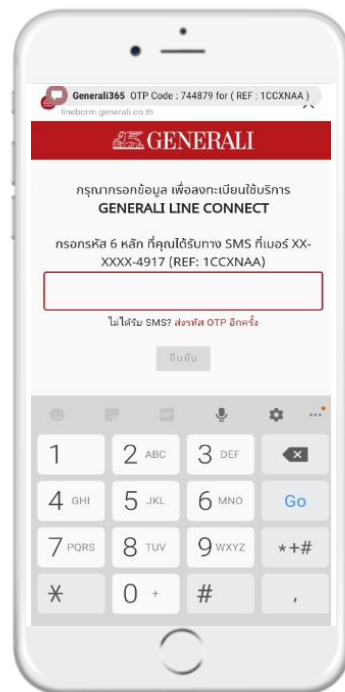 Generali365 OTP Code : 744879 for ( REF : 1CCXNAA )
linebcrm.generali.co.th
GENERALI
กรุณากรอกข้อมูล เพื่อลงทะเบียนใช้บริการ
GENERALI LINE CONNECT
กรอกรหัส 6 หลัก ที่คุณได้รับทาง SMS ที่เบอร์ XX-
XXXX-4917 (REF: 1CCXNAA)
ไม่ได้รับ SMS? ส่งรหัส OTP อีกครั้ง
ยืนยัน
GIF
1 2 ABC 3 DEF
4 GHI 5 JKL 6 MNO Go
7 PQRS 8 TUV 9 WXYZ *+#
* 0 + # ,